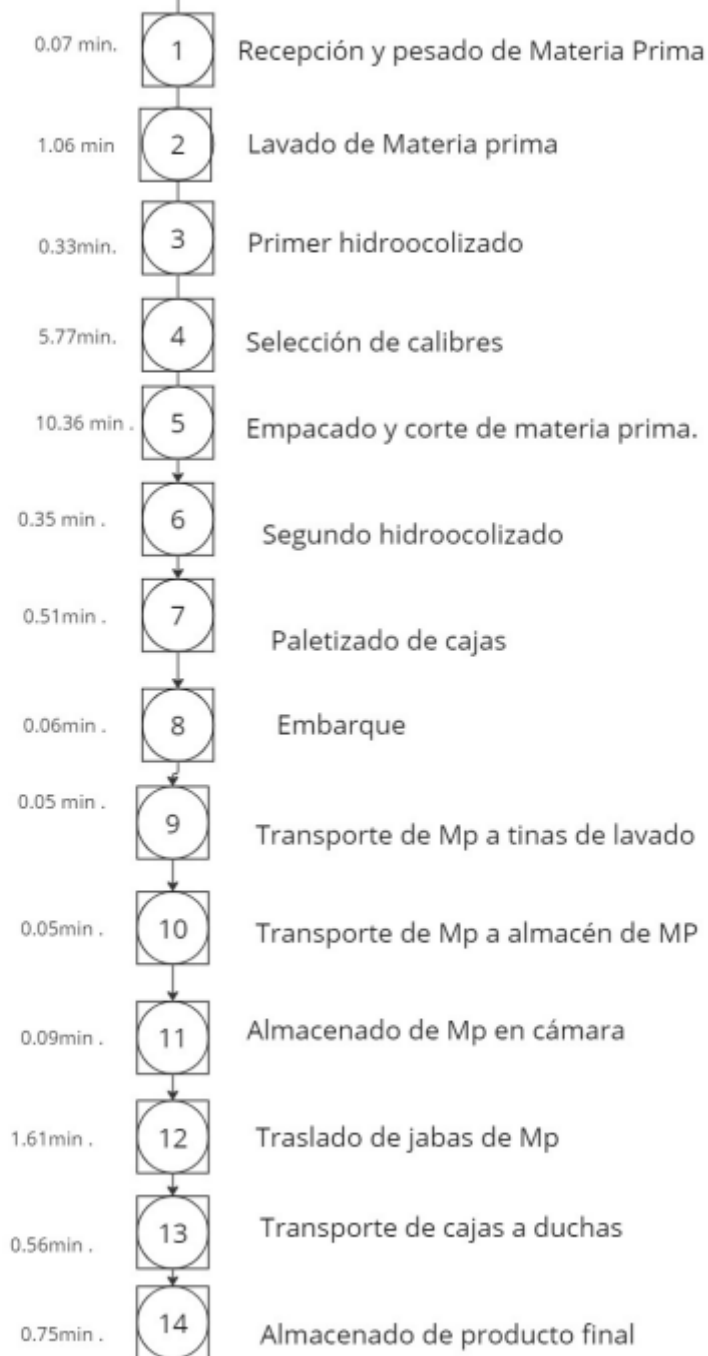 0.07 min. 1 Recepción y pesado de Materia Prima
1.06 min 2 Lavado de Materia prima
0.33min. 3 Primer hidroocolizado
5.77min. 4 Selección de calibres
10.36 min . 5 Empacado y corte de materia prima.
0.35 min . 6 Segundo hidroocolizado
0.51min . 7 Paletizado de cajas
0.06min . 8 Embarque
0.05 min . 9 Transporte de Mp a tinas de lavado
0.05min . 10 Transporte de Mp a almacén de MP
0.09min . 11 Almacenado de Mp en cámara
1.61min . 12 Traslado de jabas de Mp
0.56min . 13 Transporte de cajas a duchas
0.75min . 14 Almacenado de producto final